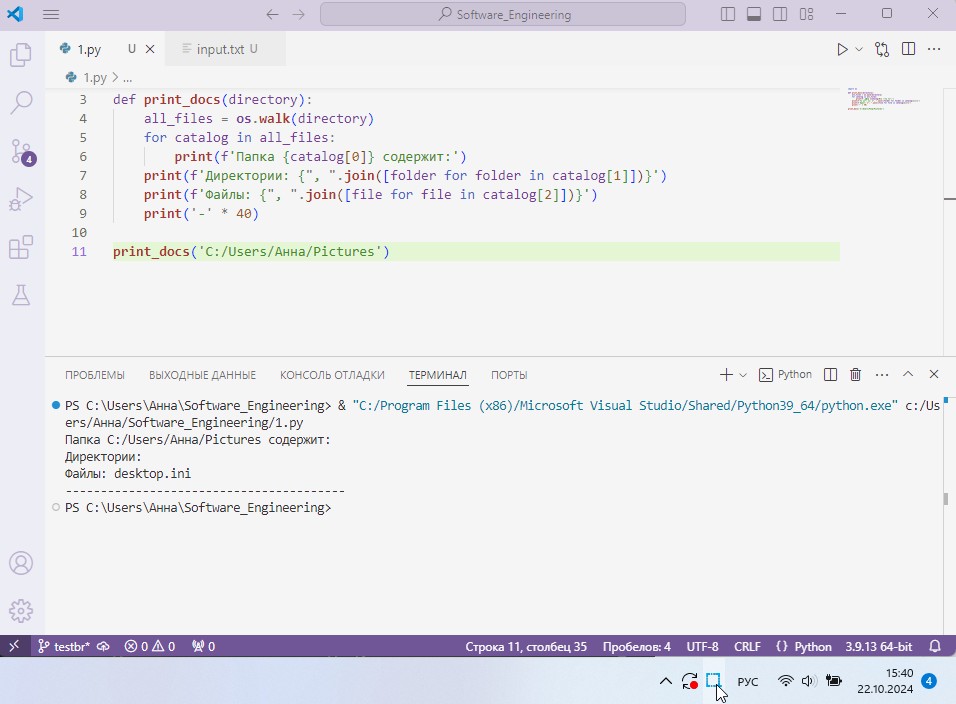 Software_Engineering
1.py U
input.txt U
1.py > ...
3 def print_docs(directory):
4 all_files = os.walk(directory)
5 for catalog in all_files:
6 print(f'Папка {catalog[0]} содержит:')
7 print(f'Директории: {", ".join([folder for folder in catalog[1]])}')
8 print(f'Файлы: {", ".join([file for file in catalog[2]])}')
9 print('-' * 40)
10
11 print_docs('C:/Users/Анна/Pictures')
ПРОБЛЕМЫ ВЫХОДНЫЕ ДАННЫЕ КОНСОЛЬ ОТЛАДКИ ТЕРМИНАЛ ПОРТЫ Python
PS C:\Users\Анна\Software_Engineering> & "C:/Program Files (x86)/Microsoft Visual Studio/Shared/Python39_64/python.exe" c:/Us
ers/Анна/Software_Engineering/1.py
Папка C:/Users/Анна/Pictures содержит:
Директории:
Файлы: desktop.ini
----------------------------------------
PS C:\Users\Анна\Software_Engineering>
4
testbr* 0 0 0 Строка 11, столбец 35 Пробелов: 4 UTF-8 CRLF {} Python 3.9.13 64-bit
РУС 15:40
22.10.2024 4